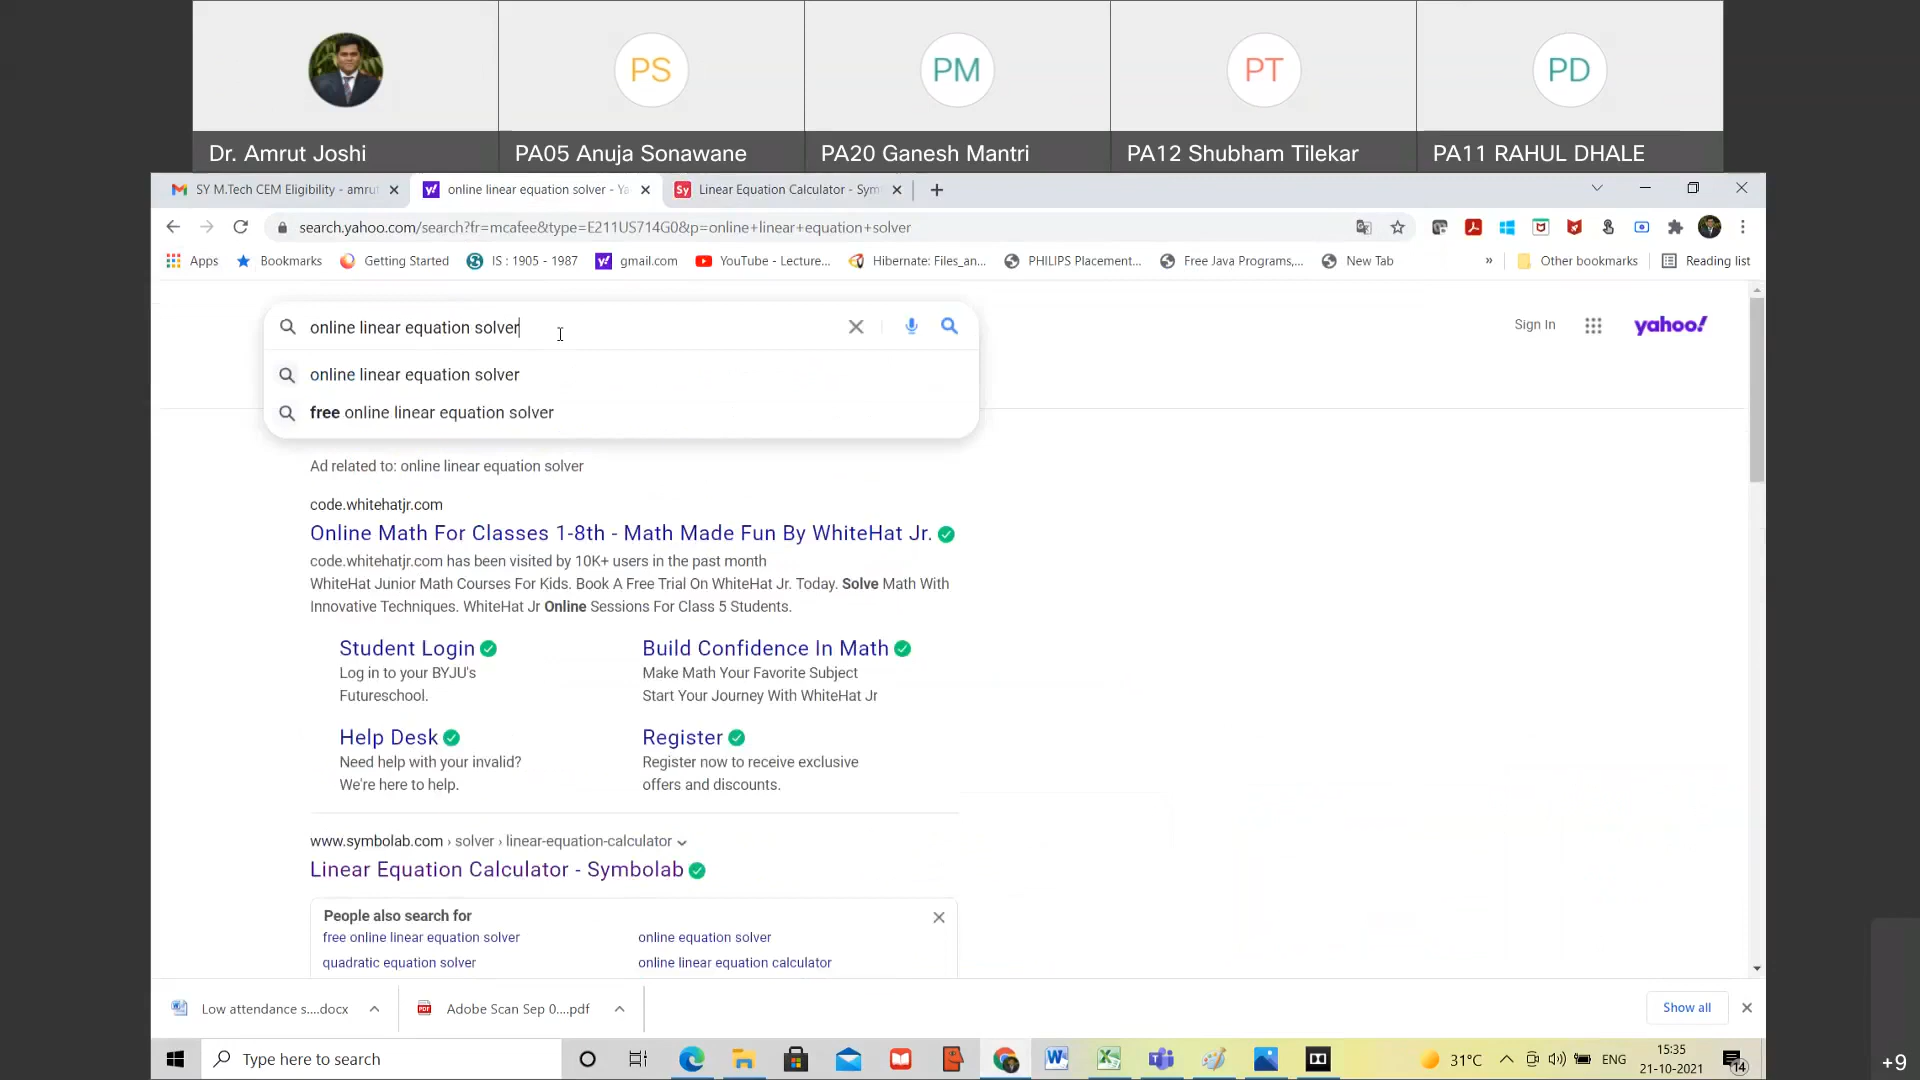 PS
PM
PT
PD
Dr. Amrut Joshi
PA05 Anuja Sonawane
PA20 Ganesh Mantri
PA12 Shubham Tilekar
PA11 RAHUL DHALE
SY M.Tech CEM Eligibility - amrut
online linear equation solver - Ya
Sy
Linear Equation Calculator - Sym
search.yahoo.com/search?fr=mcafee&type=E211US714G0&p=online+linear+equation+solver
Apps
Bookmarks
Getting Started
IS : 1905 - 1987
gmail.com
YouTube - Lecture...
Hibernate: Files_an...
PHILIPS Placement...
Free Java Programs,...
New Tab
»
Other bookmarks
Reading list
online linear equation solver
Sign In
yahoo!
online linear equation solver
free online linear equation solver
Ad related to: online linear equation solver
code.whitehatjr.com
Online Math For Classes 1-8th - Math Made Fun By WhiteHat Jr.
code.whitehatjr.com has been visited by 10K+ users in the past month
WhiteHat Junior Math Courses For Kids. Book A Free Trial On WhiteHat Jr. Today. Solve Math With
Innovative Techniques. WhiteHat Jr Online Sessions For Class 5 Students.
Student Login
Log in to your BYJU's
Futureschool.
Build Confidence In Math
Make Math Your Favorite Subject
Start Your Journey With WhiteHat Jr
Help Desk
Need help with your invalid?
We're here to help.
Register
Register now to receive exclusive
offers and discounts.
www.symbolab.com › solver › linear-equation-calculator
Linear Equation Calculator - Symbolab
People also search for
free online linear equation solver
online equation solver
quadratic equation solver
online linear equation calculator
Low attendance s....docx
Adobe Scan Sep 0....pdf
Show all
Type here to search
31°C
ENG
15:35
21-10-2021
14
+9